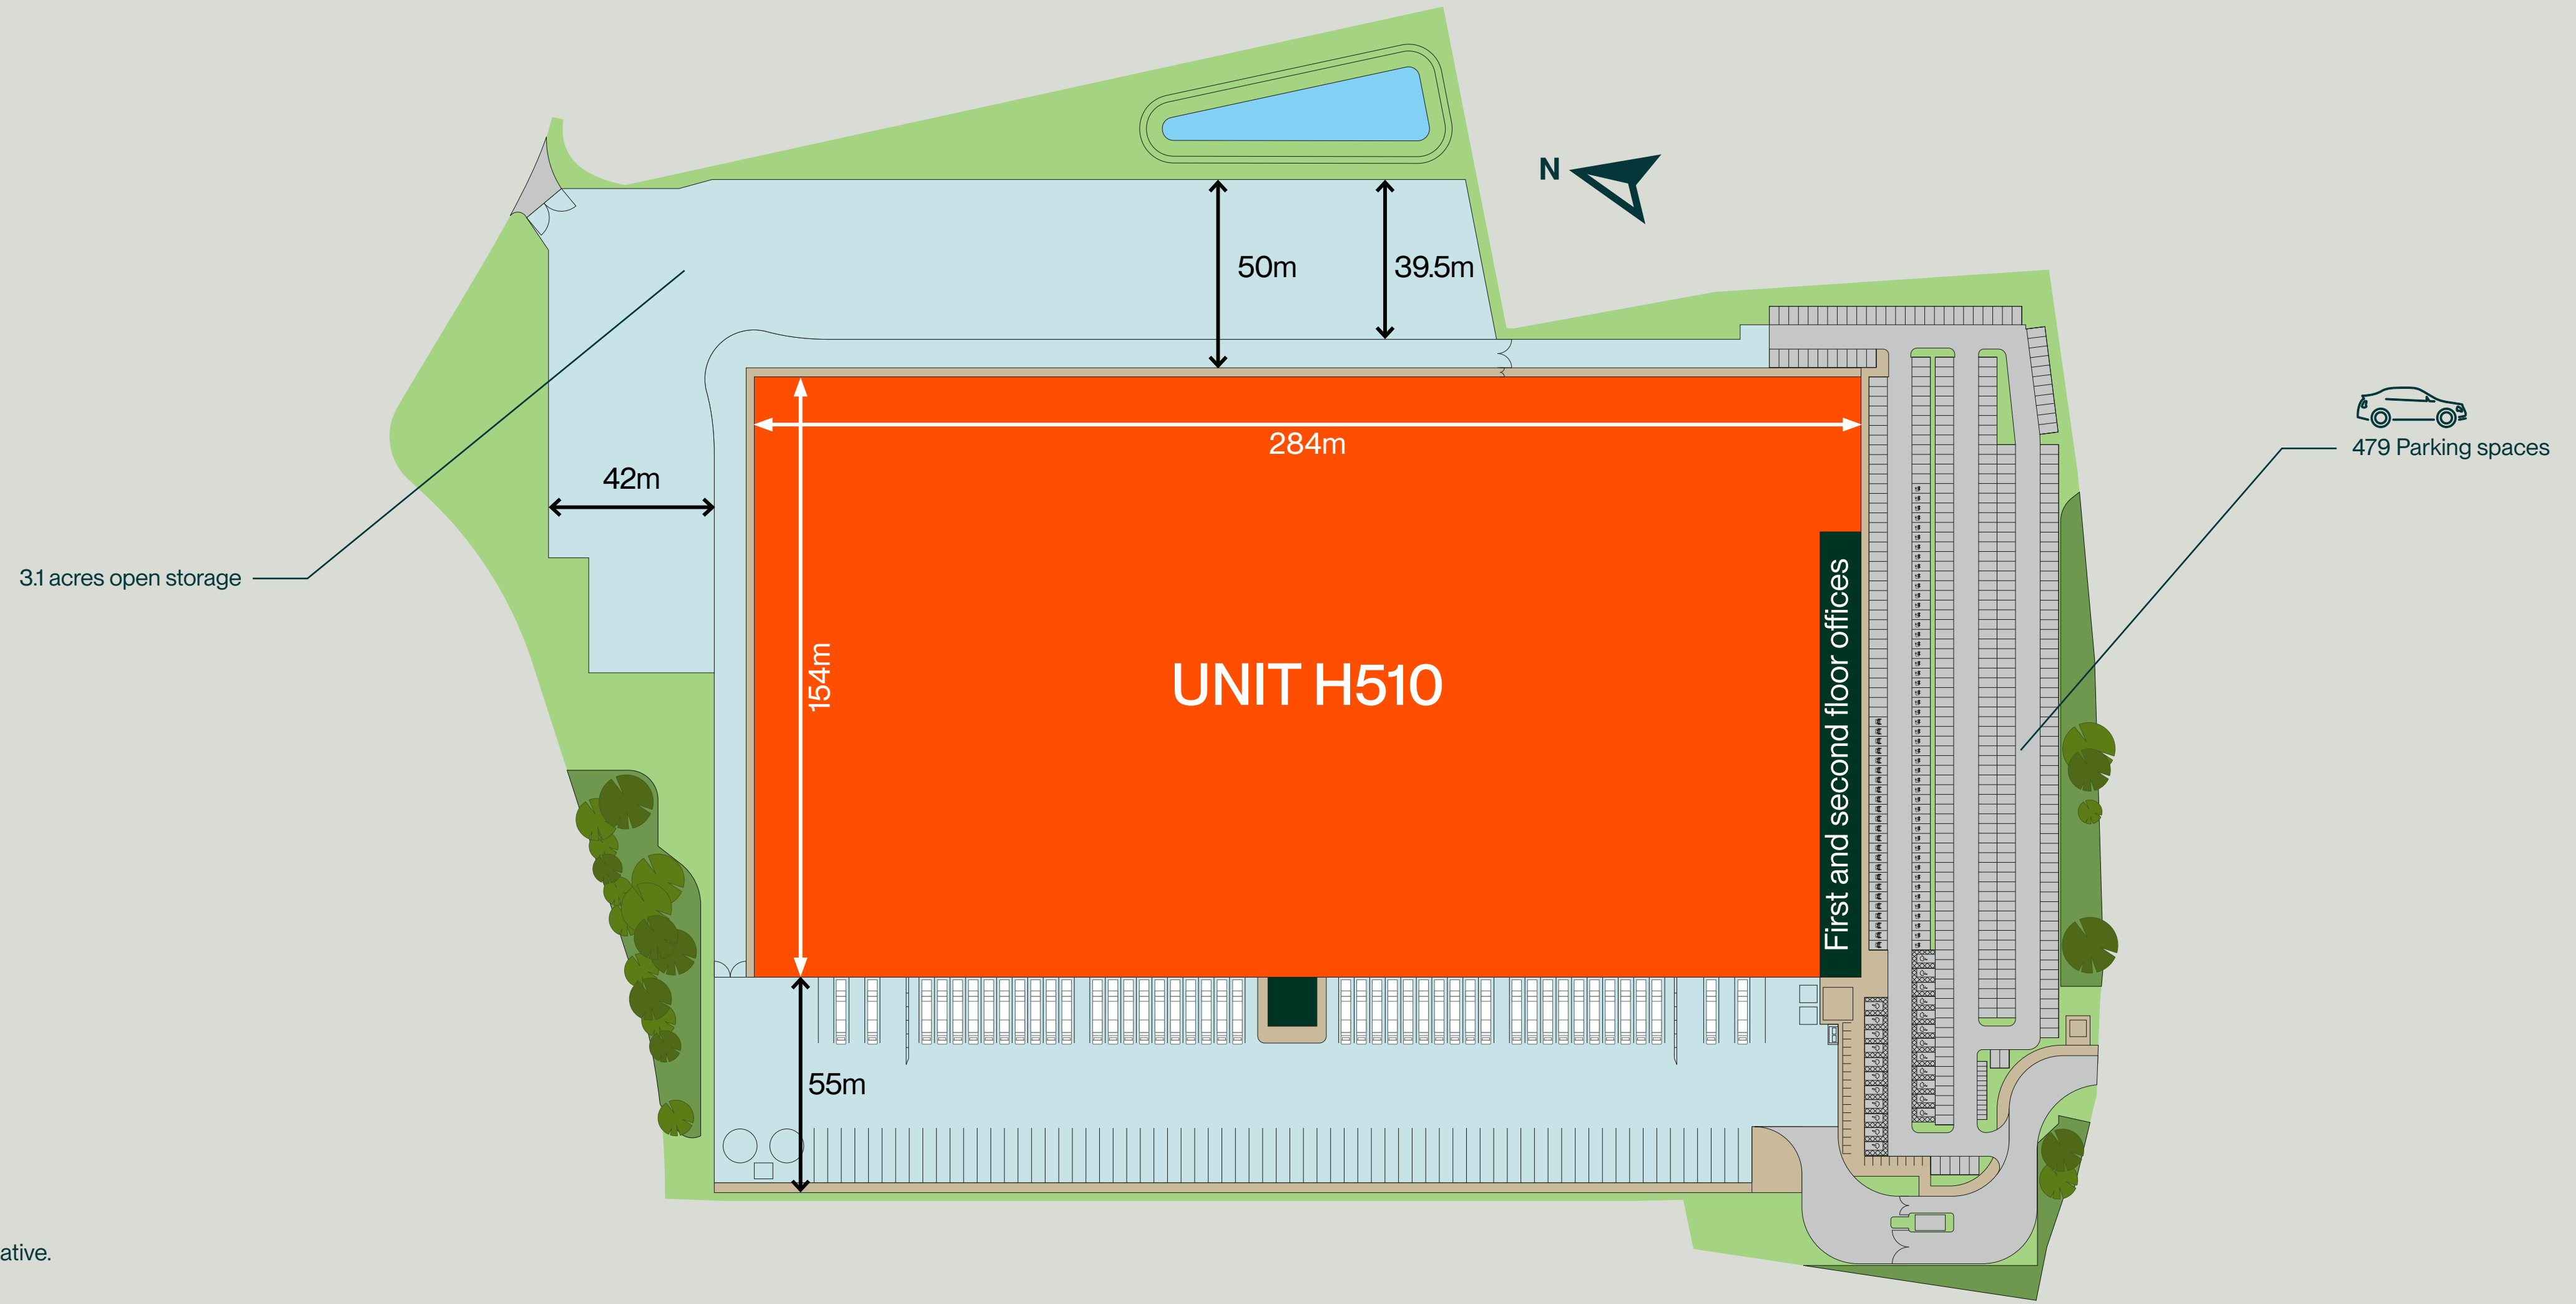 N
50m
39.5m
284m
479 Parking spaces
42m
3.1 acres open storage
154m
UNIT H510
First and second floor offices
55m
ative.